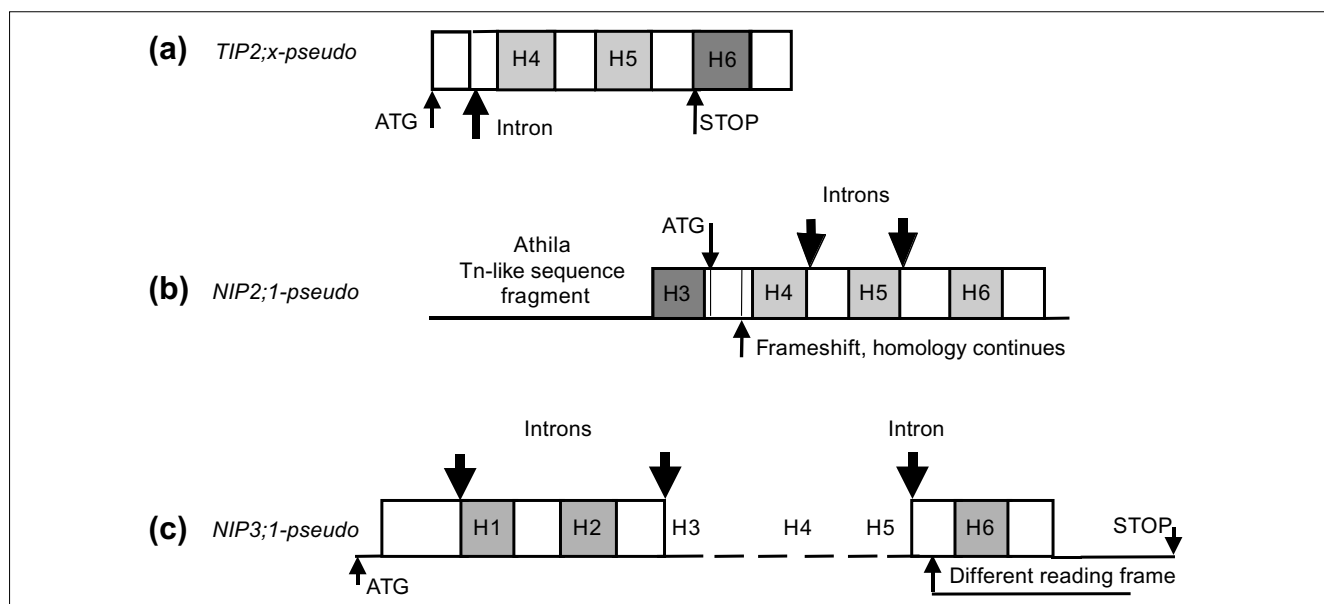 (a) TIP2;x-pseudo
H4 H5 H6
ATG Intron STOP
Introns
ATG
Athila
Tn-like sequence
fragment
(b) NIP2;1-pseudo
H3 H4 H5 H6
Frameshift, homology continues
Introns Intron
(c) NIP3;1-pseudo
H1 H2 H3 H4 H5 H6
STOP
ATG Different reading frame